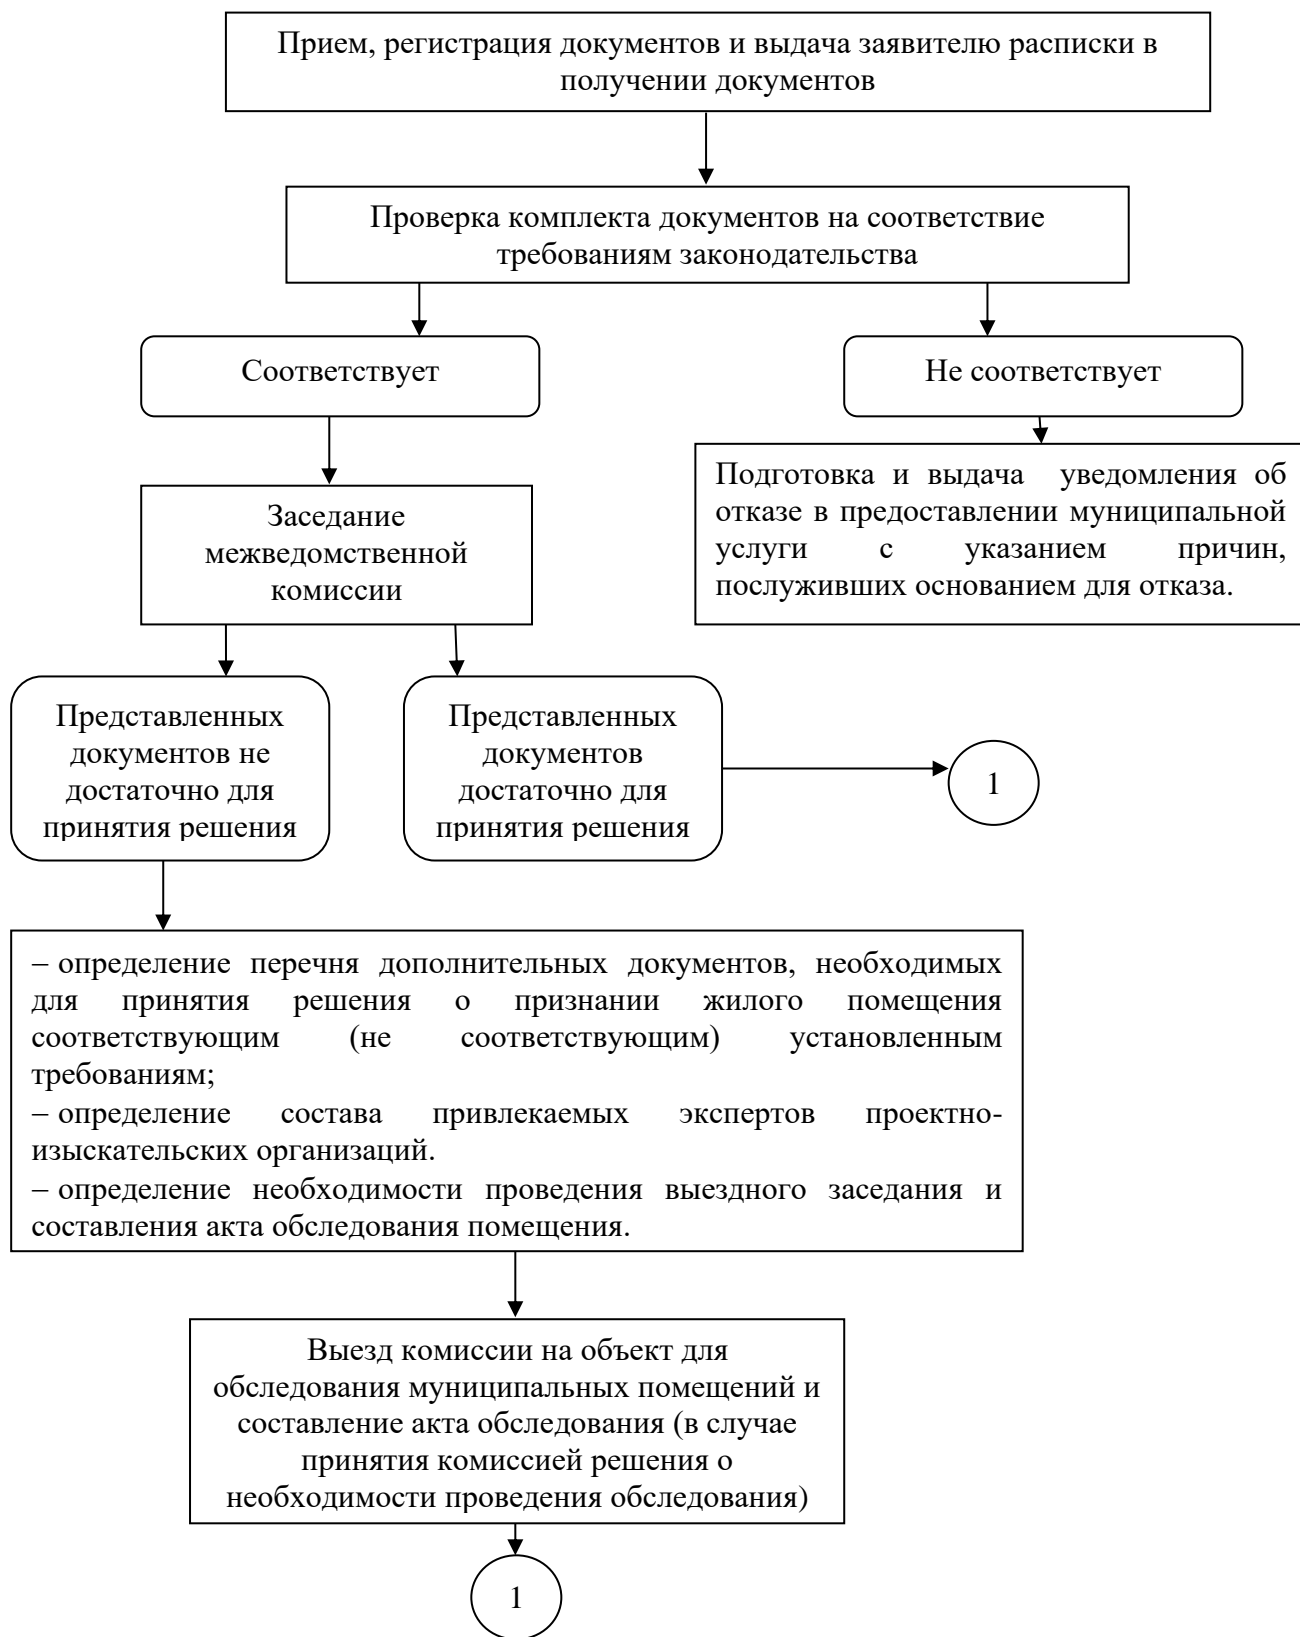 Прием, регистрация документов и выдача заявителю расписки в
получении документов
Проверка комплекта документов на соответствие
требованиям законодательства
Соответствует
Не соответствует
Подготовка и выдача уведомления об
отказе в предоставлении муниципальной
услуги с указанием причин,
послуживших основанием для отказа.
Заседание
межведомственной
комиссии
Представленных
документов не
достаточно для
принятия решения
Представленных
документов
достаточно для
принятия решения
1
– определение перечня дополнительных документов, необходимых
для принятия решения о признании жилого помещения
соответствующим (не соответствующим) установленным
требованиям;
– определение состава привлекаемых экспертов проектно-
изыскательских организаций.
– определение необходимости проведения выездного заседания и
составления акта обследования помещения.
Выезд комиссии на объект для
обследования муниципальных помещений и
составление акта обследования (в случае
принятия комиссией решения о
необходимости проведения обследования)
1